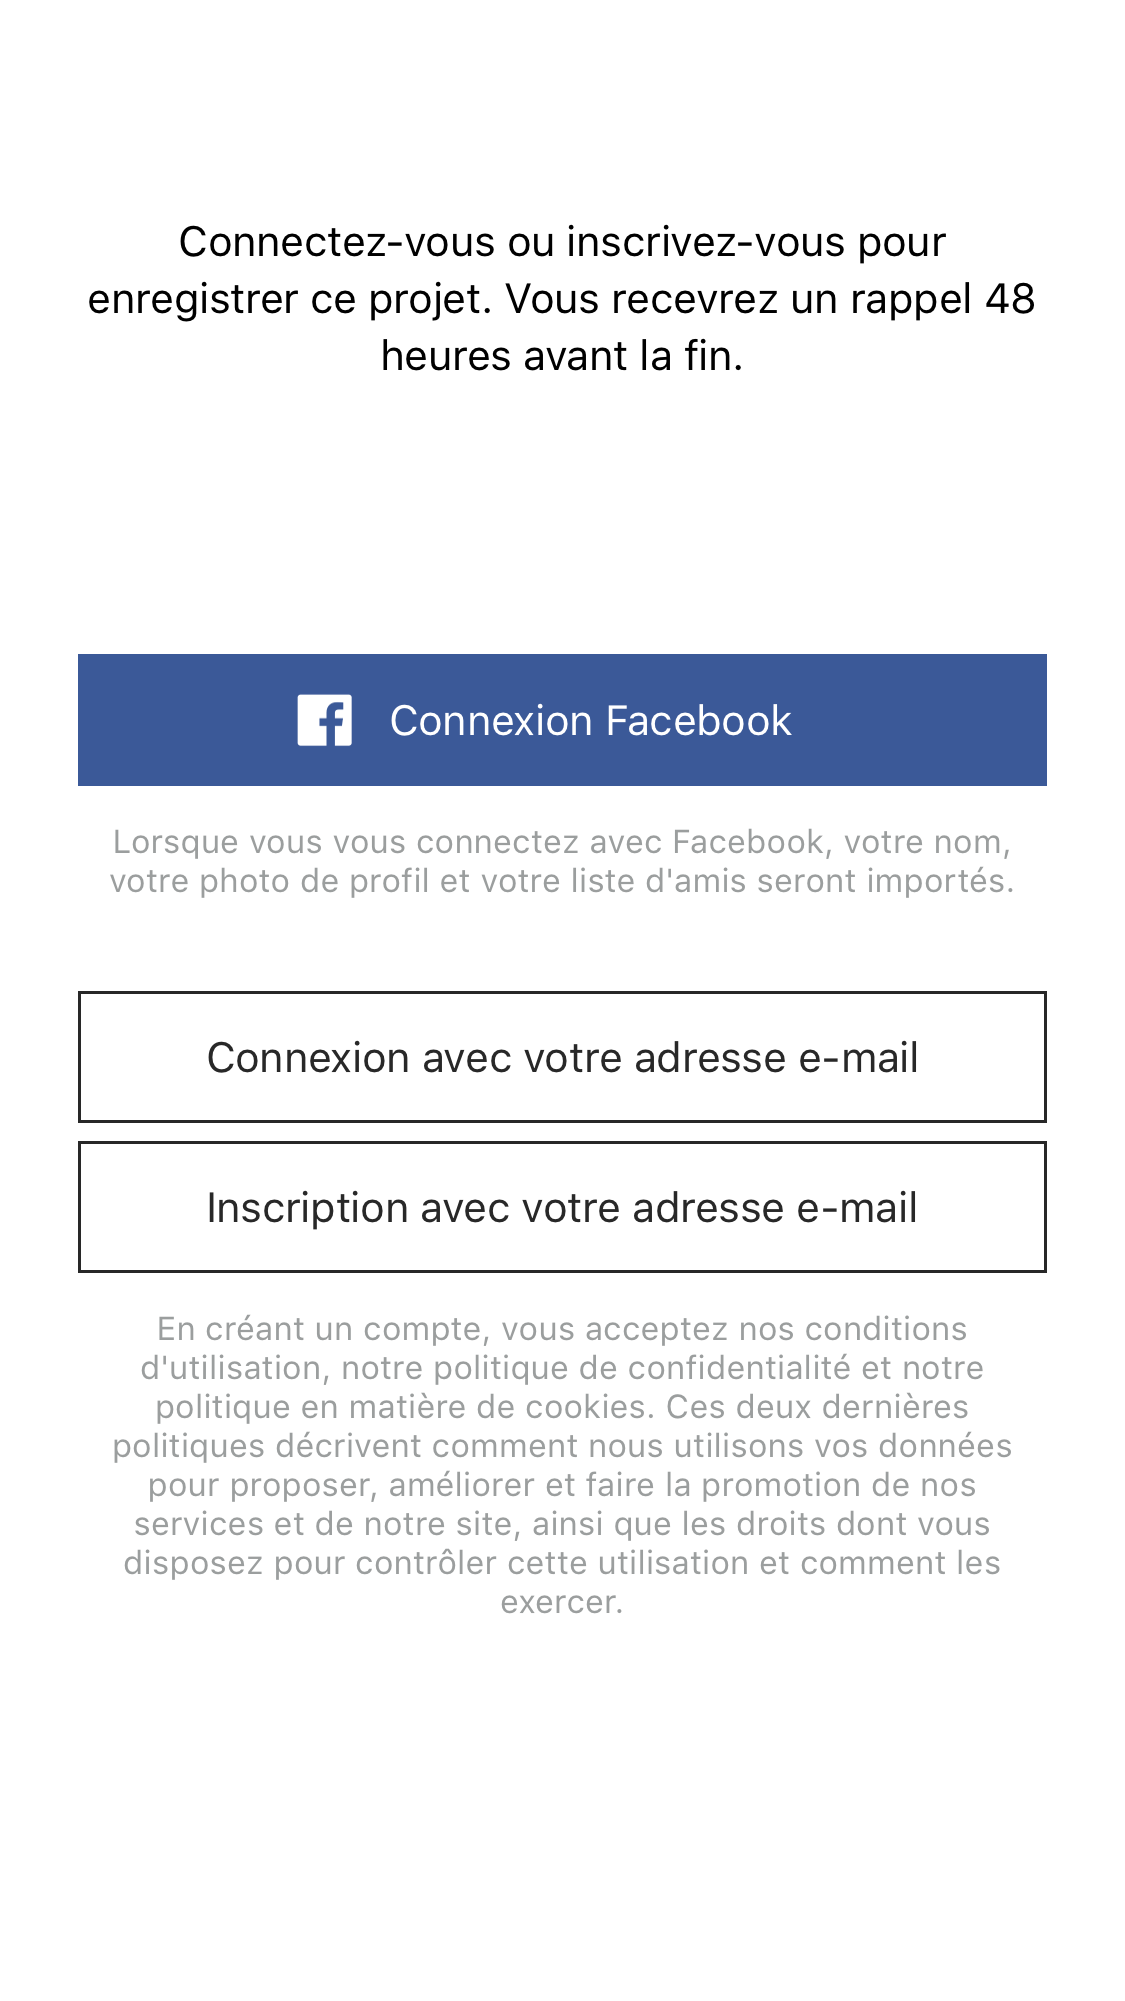 Connectez-vous ou inscrivez-vous pour
enregistrer ce projet. Vous recevrez un rappel 48
heures avant la fin.
Connexion Facebook
Lorsque vous vous connectez avec Facebook, votre nom,
votre photo de profil et votre liste d'amis seront importés.
Connexion avec votre adresse e-mail
Inscription avec votre adresse e-mail
En créant un compte, vous acceptez nos conditions
d'utilisation, notre politique de confidentialité et notre
politique en matière de cookies. Ces deux dernières
politiques décrivent comment nous utilisons vos données
pour proposer, améliorer et faire la promotion de nos
services et de notre site, ainsi que les droits dont vous
disposez pour contrôler cette utilisation et comment les
exercer.